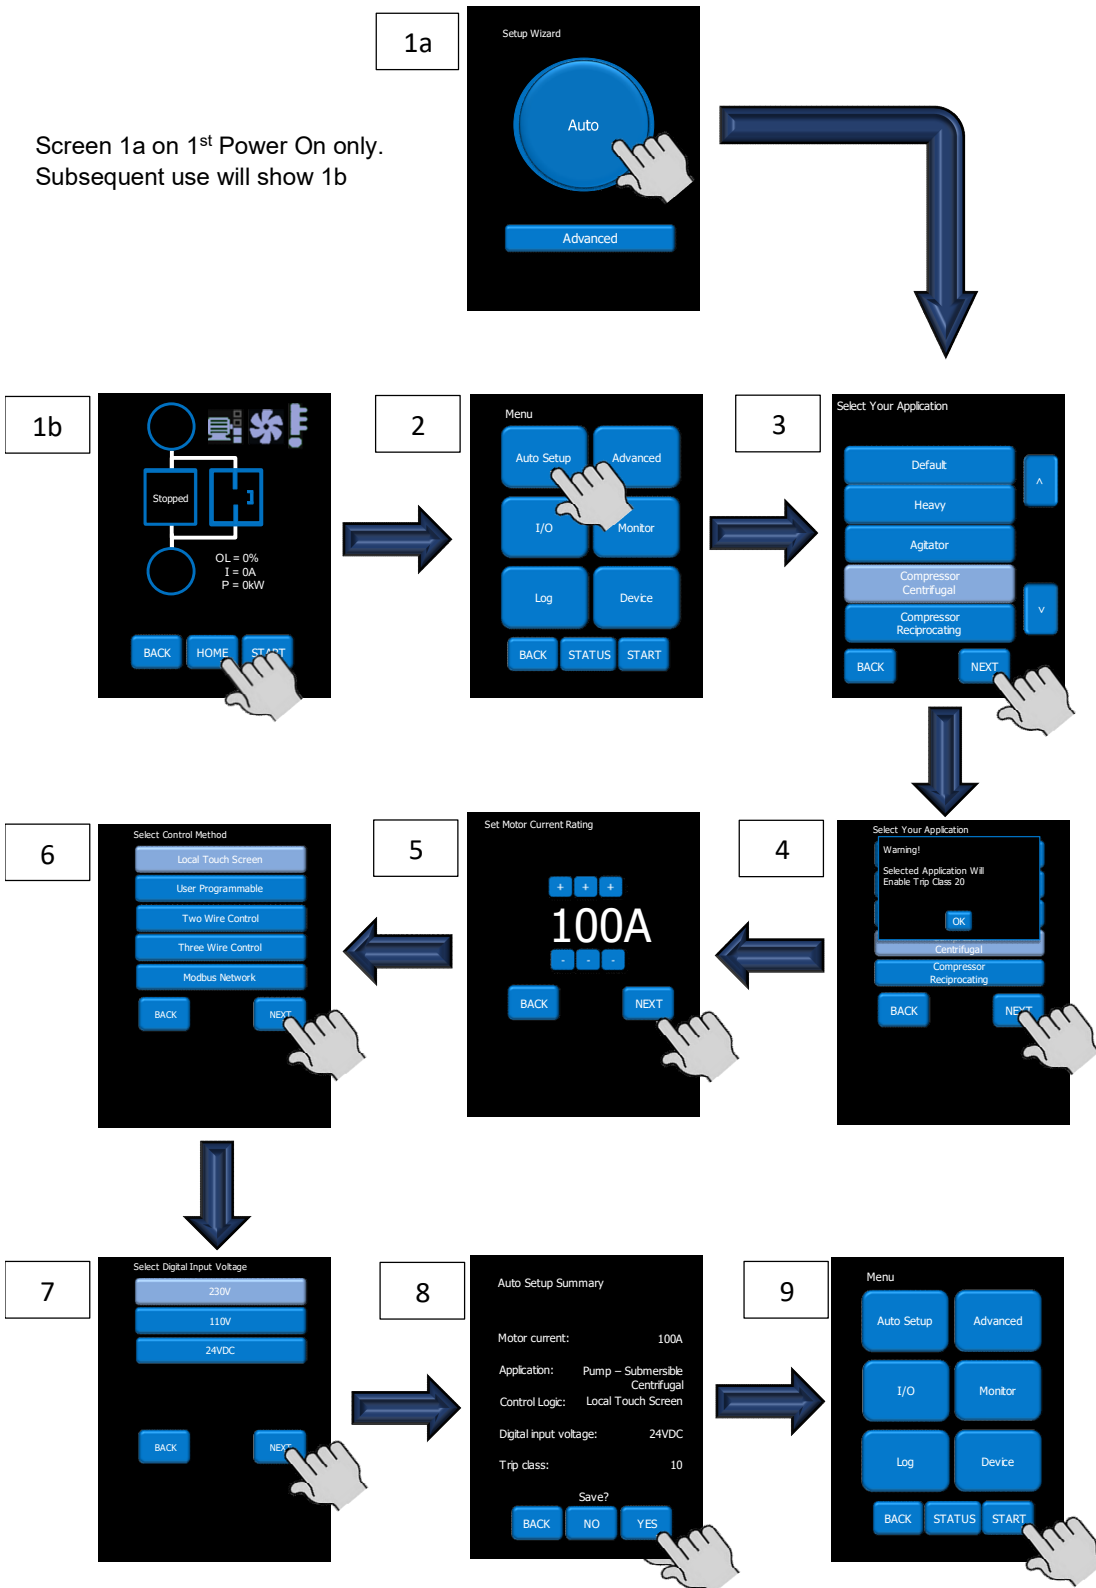 1a
Setup Wizard
Auto
Advanced
Screen 1a on 1st Power On only.
Subsequent use will show 1b
1b
Stopped
OL = 0%
I = 0A
P = 0kW
BACK HOME START
2
Menu
Auto Setup Advanced
I/O Monitor
Log Device
BACK STATUS START
3
Select Your Application
Default
Heavy
Agitator
Compressor
Centrifugal
Compressor
Reciprocating
^
v
BACK NEXT
4
Select Your Application
Warning!
Selected Application Will
Enable Trip Class 20
OK
Centrifugal
Compressor
Reciprocating
BACK NEXT
5
Set Motor Current Rating
+ + +
100A
- - -
BACK NEXT
6
Select Control Method
Local Touch Screen
User Programmable
Two Wire Control
Three Wire Control
Modbus Network
BACK NEXT
7
Select Digital Input Voltage
230V
110V
24VDC
BACK NEXT
8
Auto Setup Summary
Motor current: 100A
Application: Pump – Submersible
Centrifugal
Control Logic: Local Touch Screen
Digital input voltage: 24VDC
Trip class: 10
Save?
BACK NO YES
9
Menu
Auto Setup Advanced
I/O Monitor
Log Device
BACK STATUS START